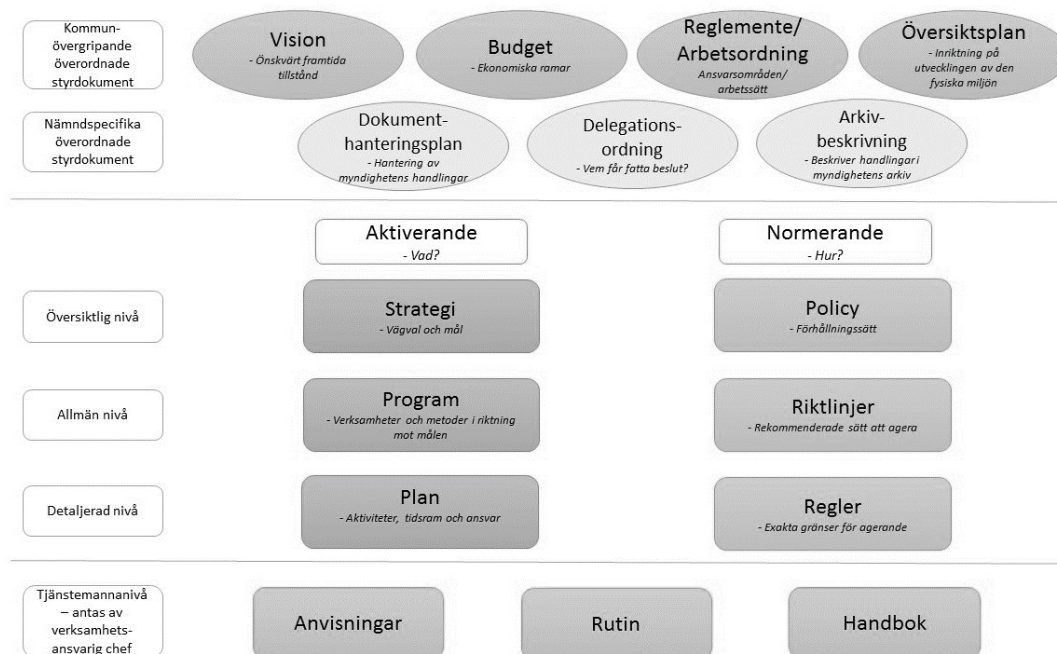 Kommun-
övergripande
överordnade
styrdokument
Vision
- Önskvärt framtida
tillstånd
Budget
- Ekonomiska ramar
Reglemente/
Arbetsordning
Ansvarsområden/
arbetssätt
Översiktsplan
- Inriktning på
utvecklingen av den
fysiska miljön
Nämndspecifika
överordnade
styrdokument
Dokument-
hanteringsplan
- Hantering av
myndighetens handlingar
Delegations-
ordning
- Vem får fatta beslut?
Arkiv-
beskrivning
- Beskriver handlingar i
myndighetens arkiv
Aktiverande
- Vad?
Normerande
- Hur?
Översiktlig nivå
Strategi
- Vägval och mål
Policy
- Förhållningssätt
Allmän nivå
Program
- Verksamheter och metoder i riktning
mot målen
Riktlinjer
- Rekommenderade sätt att agera
Detaljerad nivå
Plan
- Aktiviteter, tidsram och ansvar
Regler
- Exakta gränser för agerande
Tjänstemannanivå
– antas av
verksamhets-
ansvarig chef
Anvisningar
Rutin
Handbok